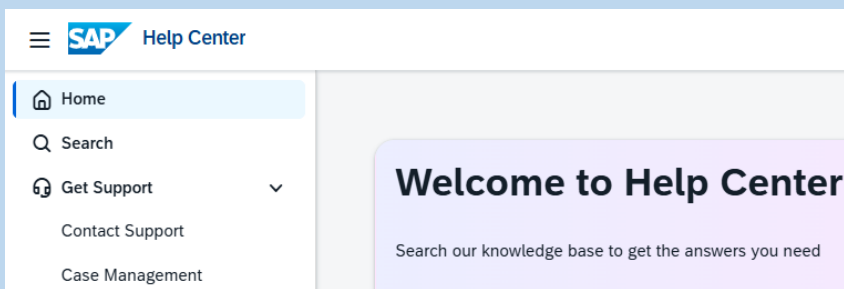 SAP Help Center
Home
Search
Get Support
Contact Support
Case Management
Welcome to Help Center
Search our knowledge base to get the answers you need